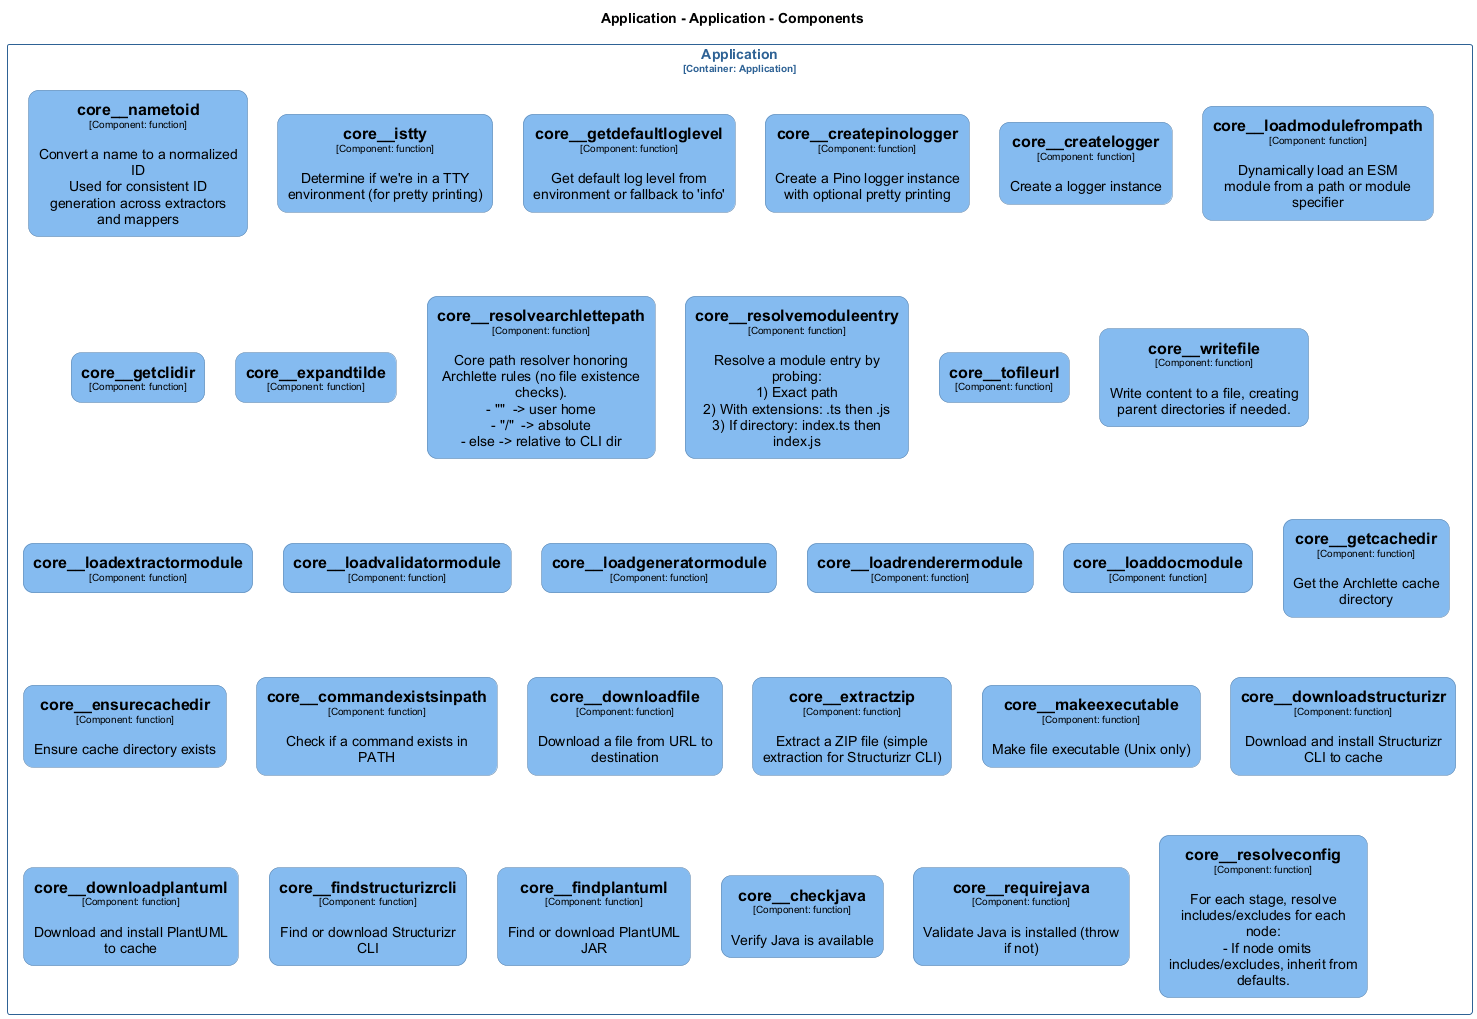 Application - Application - Components
Application
[Container: Application]
core__nametoid
[Component: function]
Convert a name to a normalized
ID
Used for consistent ID
generation across extractors
and mappers
core__istty
[Component: function]
Determine if we're in a TTY
environment (for pretty printing)
core__getdefaultloglevel
[Component: function]
Get default log level from
environment or fallback to 'info'
core__createpinologger
[Component: function]
Create a Pino logger instance
with optional pretty printing
core__createlogger
[Component: function]
Create a logger instance
core__loadmodulefrompath
[Component: function]
Dynamically load an ESM
module from a path or module
specifier
core__getclidir
[Component: function]
core__expandtilde
[Component: function]
core__resolvearchlettepath
[Component: function]
Core path resolver honoring
Archlette rules (no file existence
checks).
- "" -> user home
- "/" -> absolute
- else -> relative to CLI dir
core__resolvemoduleentry
[Component: function]
Resolve a module entry by
probing:
1) Exact path
2) With extensions: .ts then .js
3) If directory: index.ts then
index.js
core__tofileurl
[Component: function]
core__writefile
[Component: function]
Write content to a file, creating
parent directories if needed.
core__loadextractormodule
[Component: function]
core__loadvalidatormodule
[Component: function]
core__loadgeneratormodule
[Component: function]
core__loadrenderermodule
[Component: function]
core__loaddocmodule
[Component: function]
core__getcachedir
[Component: function]
Get the Archlette cache
directory
core__ensurecachedir
[Component: function]
Ensure cache directory exists
core__commandexistsinpath
[Component: function]
Check if a command exists in
PATH
core__downloadfile
[Component: function]
Download a file from URL to
destination
core__extractzip
[Component: function]
Extract a ZIP file (simple
extraction for Structurizr CLI)
core__makeexecutable
[Component: function]
Make file executable (Unix only)
core__downloadstructurizr
[Component: function]
Download and install Structurizr
CLI to cache
core__downloadplantuml
[Component: function]
Download and install PlantUML
to cache
core__findstructurizrcli
[Component: function]
Find or download Structurizr
CLI
core__findplantuml
[Component: function]
Find or download PlantUML
JAR
core__checkjava
[Component: function]
Verify Java is available
core__requirejava
[Component: function]
Validate Java is installed (throw
if not)
core__resolveconfig
[Component: function]
For each stage, resolve
includes/excludes for each
node:
- If node omits
includes/excludes, inherit from
defaults.